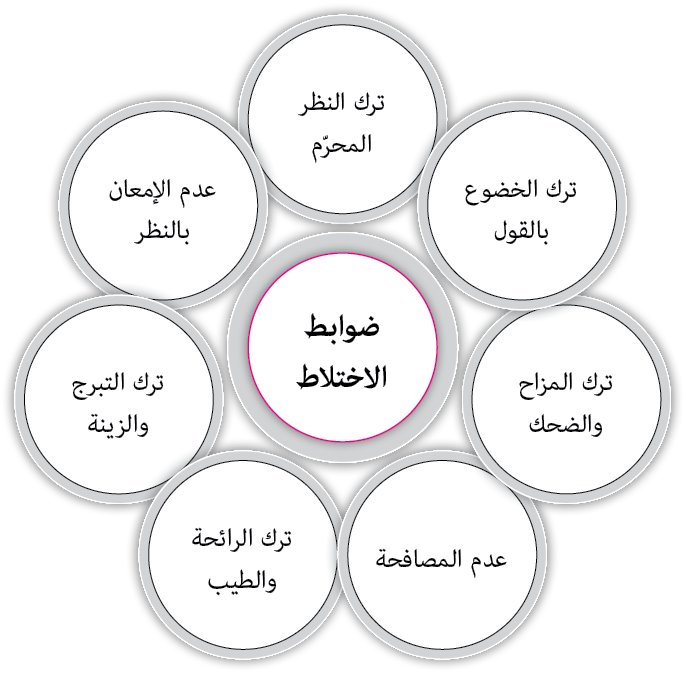 ضوابط
الاختلاط
ترك النظر
المحرّم
ترك الخضوع
بالقول
ترك المزاح
والضحك
عدم المصافحة
ترك الرائحة
والطيب
ترك التبرج
والزينة
عدم الإمعان
بالنظر